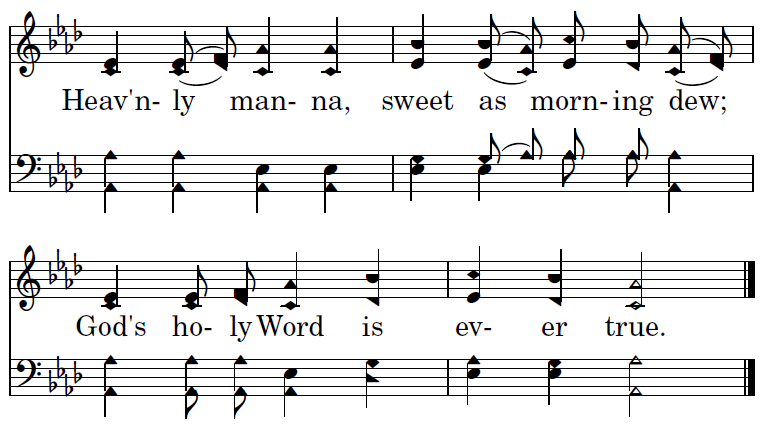 Heav'n- ly man- na, sweet as morn- ing dew;
God's ho- ly Word is ev- er true.